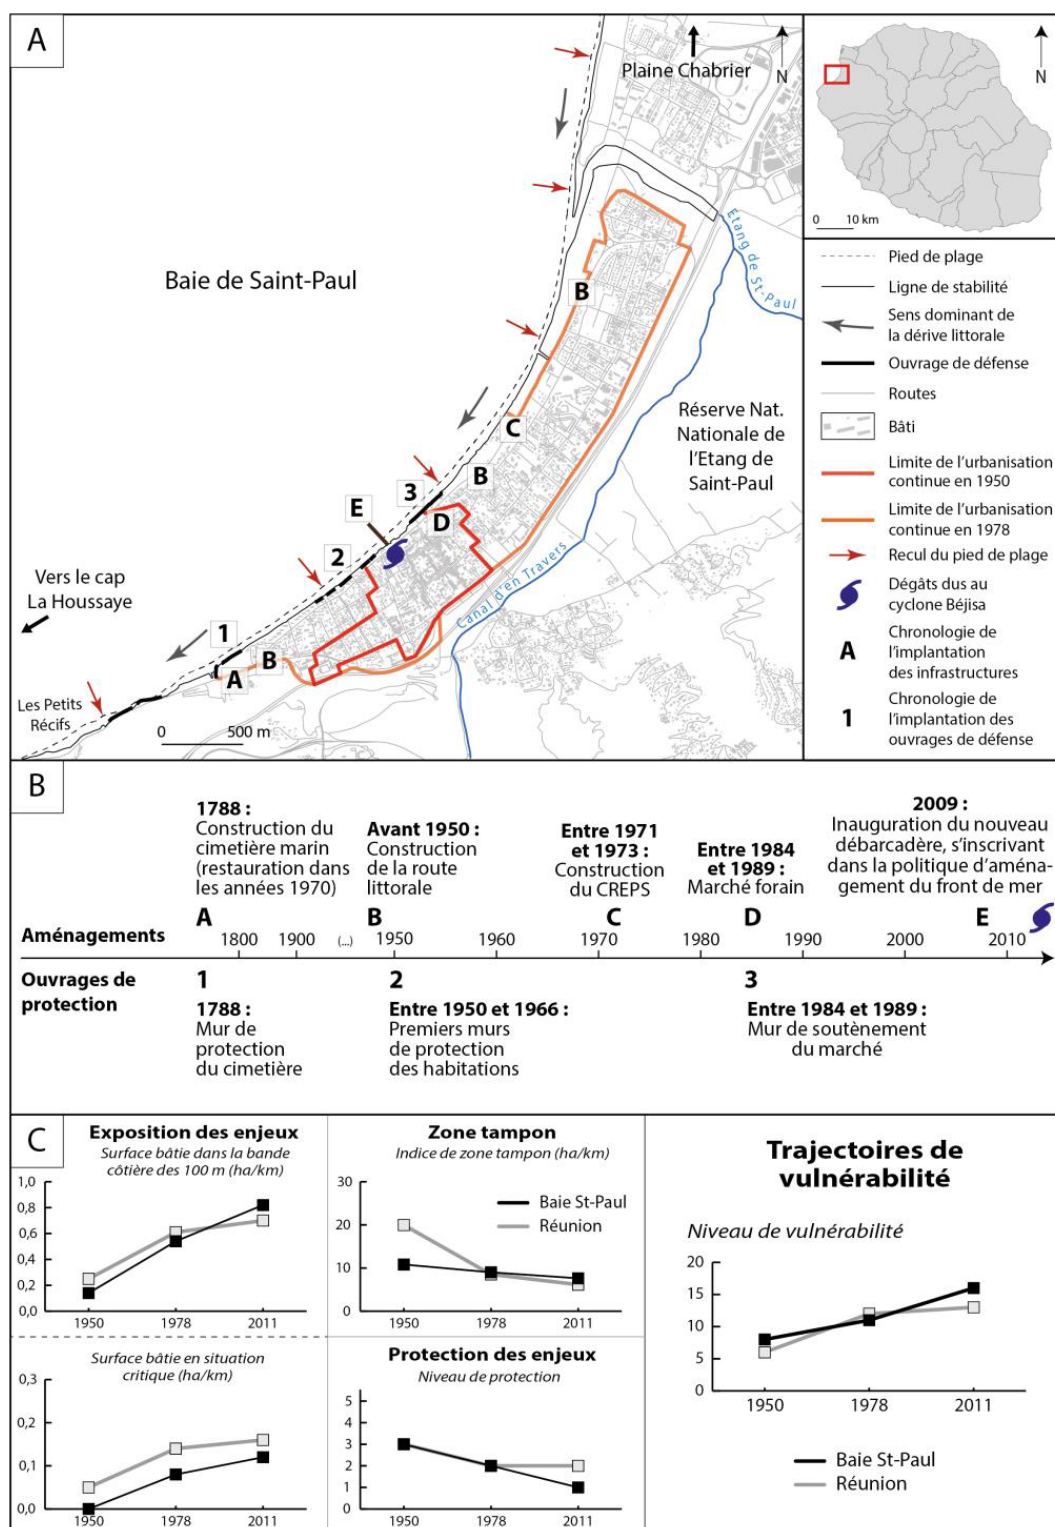 A
Plaine Chabrier
N
N
0 10 km
Baie de Saint-Paul
Etang de St-Paul
B
C
Réserve Nat.
Nationale de
l'Etang de
Saint-Paul
B
3
E
D
2
Canal d'en Travers
Vers le cap
La Houssaye
1
B
A
Les Petits
Récifs
0 500 m
Pied de plage
Ligne de stabilité
Sens dominant de
la dérive littorale
Ouvrage de défense
Routes
Bâti
Limite de l'urbanisation
continue en 1950
Limite de l'urbanisation
continue en 1978
Recul du pied de plage
Dégâts dus au
cyclone Béjisa
A
Chronologie de
l'implantation
des infrastructures
1
Chronologie de
l'implantation des
ouvrages de défense
B
1788 :
Construction du
cimetière marin
(restauration dans
les années 1970)
Avant 1950 :
Construction
de la route
littorale
Entre 1971
et 1973 :
Construction
du CREPS
Entre 1984
et 1989 :
Marché forain
2009 :
Inauguration du nouveau
débarcadère, s'inscrivant
dans la politique d'aména-
gement du front de mer
A B C D E
Aménagements
1800 1900 (...) 1950 1960 1970 1980 1990 2000 2010
Ouvrages de
protection
1 2 3
1788 :
Mur de
protection
du cimetière
Entre 1950 et 1966 :
Premiers murs
de protection
des habitations
Entre 1984 et 1989 :
Mur de soutènement
du marché
C
Exposition des enjeux
Surface bâtie dans la bande
côtière des 100 m (ha/km)
1,0
0,8
0,6
0,4
0,2
0,0
1950 1978 2011
Zone tampon
Indice de zone tampon (ha/km)
30
20
10
0
Baie St-Paul
Réunion
1950 1978 2011
Surface bâtie en situation
critique (ha/km)
0,3
0,2
0,1
0,0
1950 1978 2011
Protection des enjeux
Niveau de protection
5
4
3
2
1
0
1950 1978 2011
Trajectoires de
vulnérabilité
Niveau de vulnérabilité
20
15
10
5
0
1950 1978 2011
Baie St-Paul
Réunion